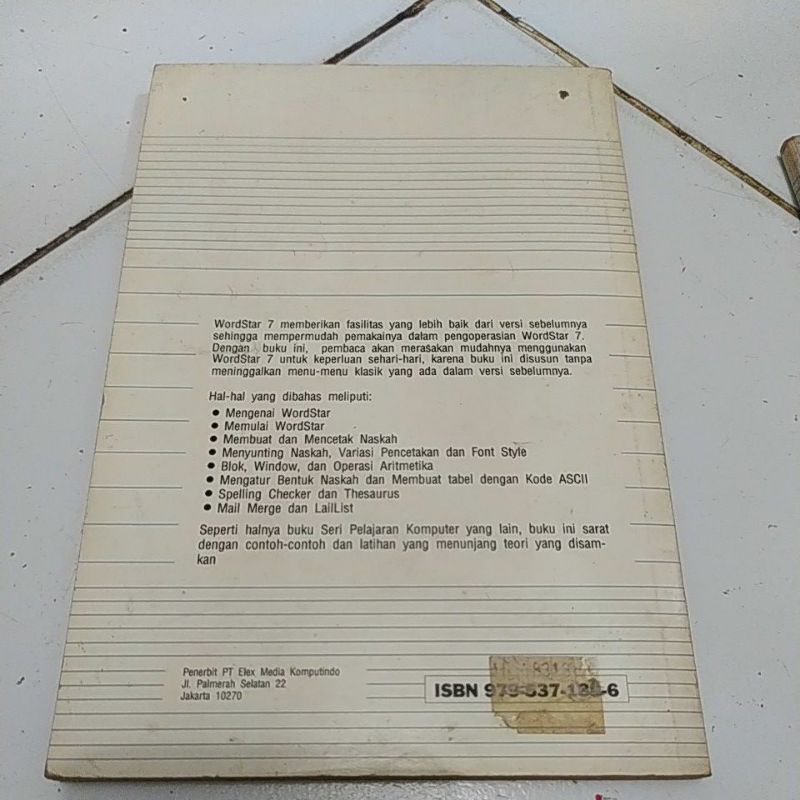 WordStar 7 memberikan fasilitas yang lebih baik dari versi sebelumnya
sehingga mempermudah pemakainya dalam pengoperasian WordStar 7.
Dengan buku ini, pembaca akan merasakan mudahnya menggunakan
WordStar 7 untuk keperluan sehari-hari, karena buku ini disusun tanpa
meninggalkan menu-menu klasik yang ada dalam versi sebelumnya.
Hal-hal yang dibahas meliputi:
● Mengenai WordStar
● Memulai WordStar
● Membuat dan Mencetak Naskah
● Menyunting Naskah, Variasi Pencetakan dan Font Style
● Blok, Window, dan Operasi Aritmetika
● Mengatur Bentuk Naskah dan Membuat tabel dengan Kode ASCII
● Spelling Checker dan Thesaurus
● Mail Merge dan LailList
Seperti halnya buku Seri Pelajaran Komputer yang lain, buku ini sarat
dengan contoh-contoh dan latihan yang menunjang teori yang disam-
kan
Penerbit PT Elex Media Komputindo
Jl. Palmerah Selatan 22
Jakarta 10270
ISBN